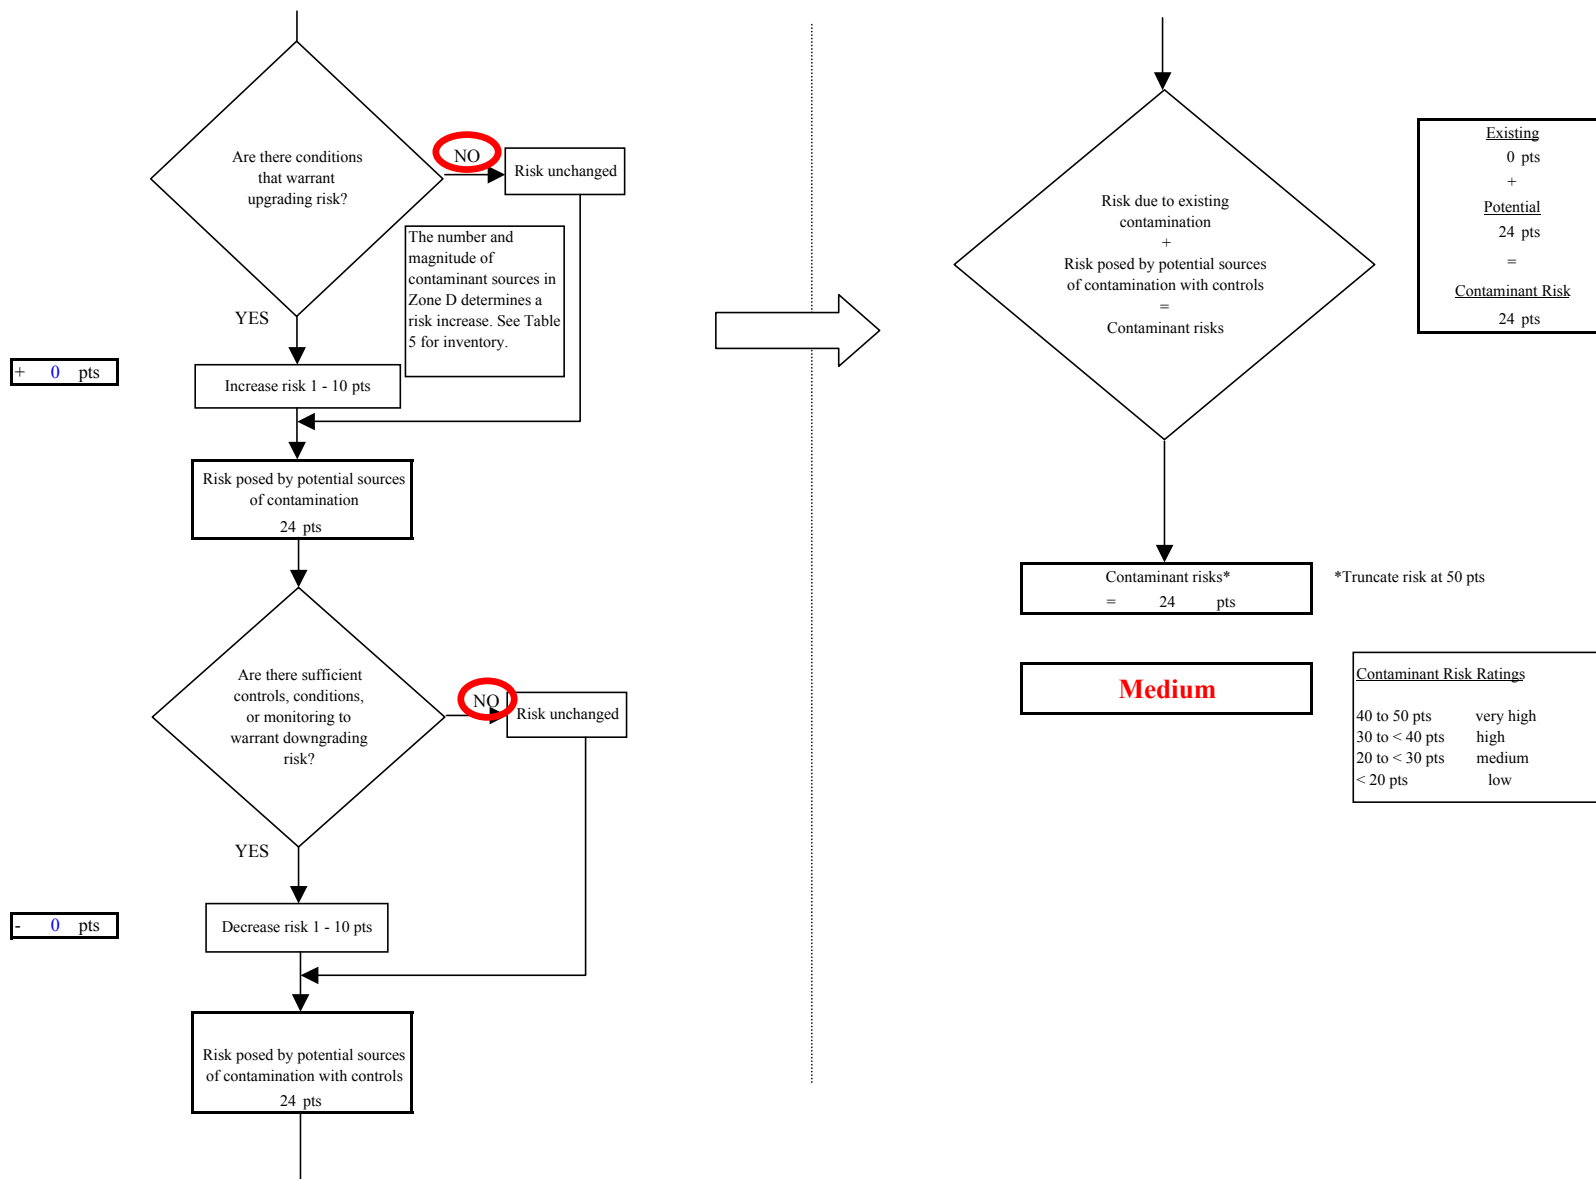 Are there conditions
that warrant
upgrading risk?
NO
Risk unchanged
The number and
magnitude of
contaminant sources in
Zone D determines a
risk increase. See Table
5 for inventory.
YES
+ 0 pts
Increase risk 1 - 10 pts
Risk posed by potential sources
of contamination
24 pts
Are there sufficient
controls, conditions,
or monitoring to
warrant downgrading
risk?
NO
Risk unchanged
YES
- 0 pts
Decrease risk 1 - 10 pts
Risk posed by potential sources
of contamination with controls
24 pts
Risk due to existing
contamination
+
Risk posed by potential sources
of contamination with controls
=
Contaminant risks
Existing
0 pts
+
Potential
24 pts
=
Contaminant Risk
24 pts
Contaminant risks*
= 24 pts
*Truncate risk at 50 pts
Medium
Contaminant Risk Ratings
40 to 50 pts very high
30 to < 40 pts high
20 to < 30 pts medium
< 20 pts low